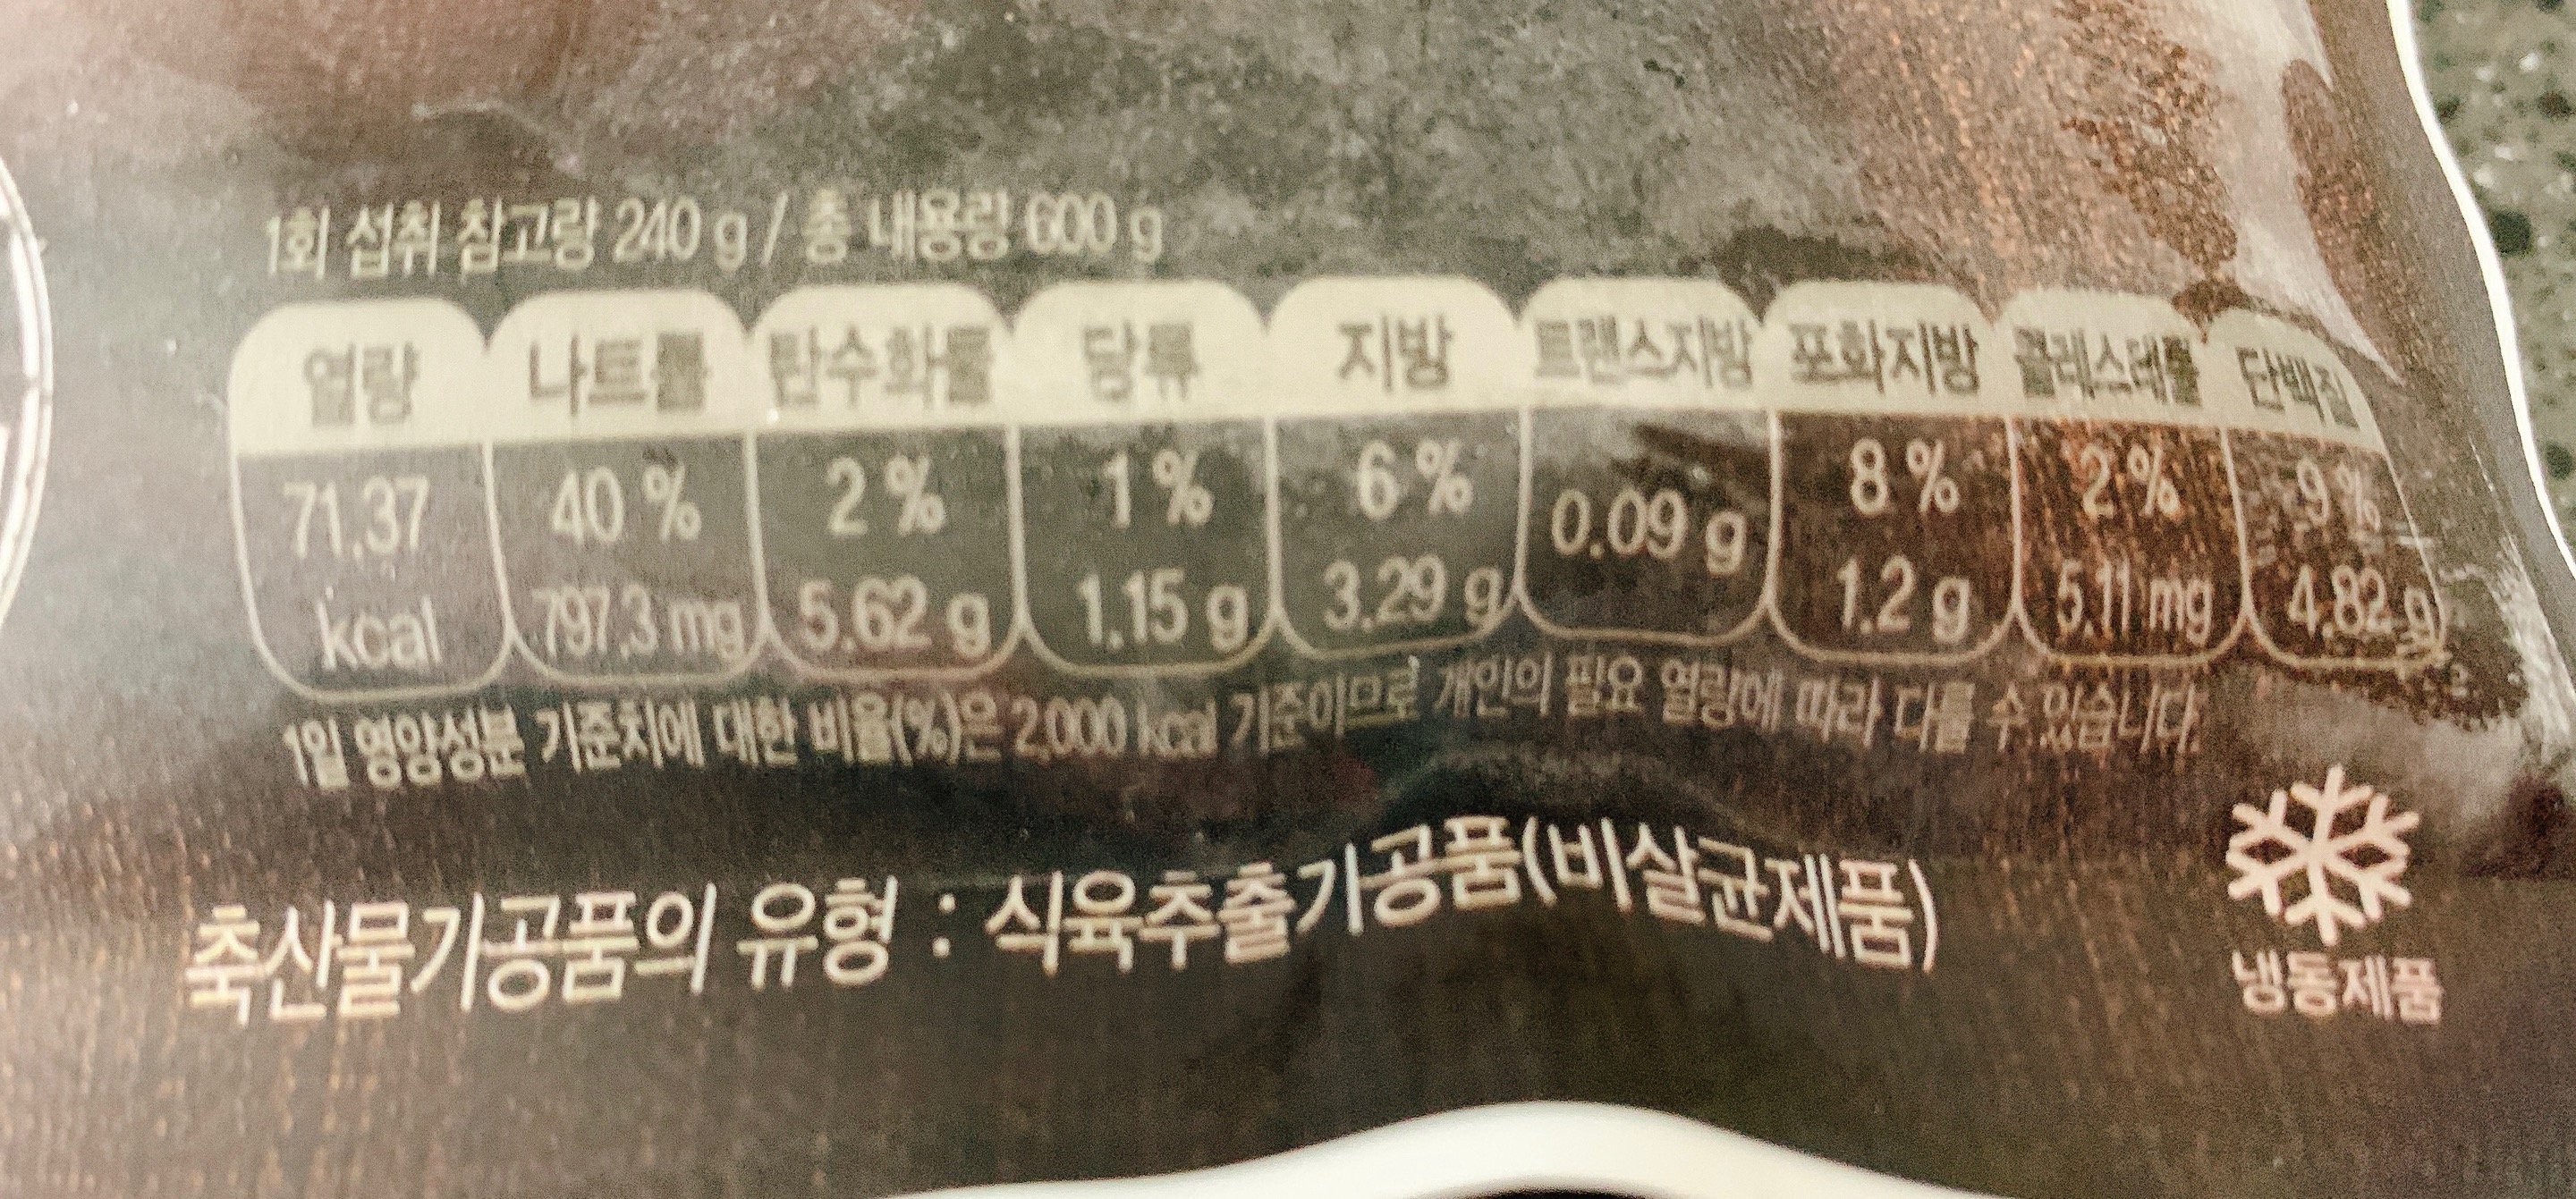 1회 섭취 참고량 240 g / 총 내용량 600 g
열량 나트륨 탄수화물 당류 지방 트랜스지방 포화지방 콜레스테롤 단백질
71.37 40 % 2 % 1 % 6 % 0.09 g 8 % 2 % 9 %
kcal 797.3 mg 5.62 g 1.15 g 3.29 g 1.2 g 5.11 mg 4.82 g
1일 영양성분 기준치에 대한 비율(%)은 2,000 kcal 기준이므로 개인의 필요 열량에 따라 다를 수 있습니다.
축산물가공품의 유형 : 식육추출가공품(비살균제품)
냉동제품